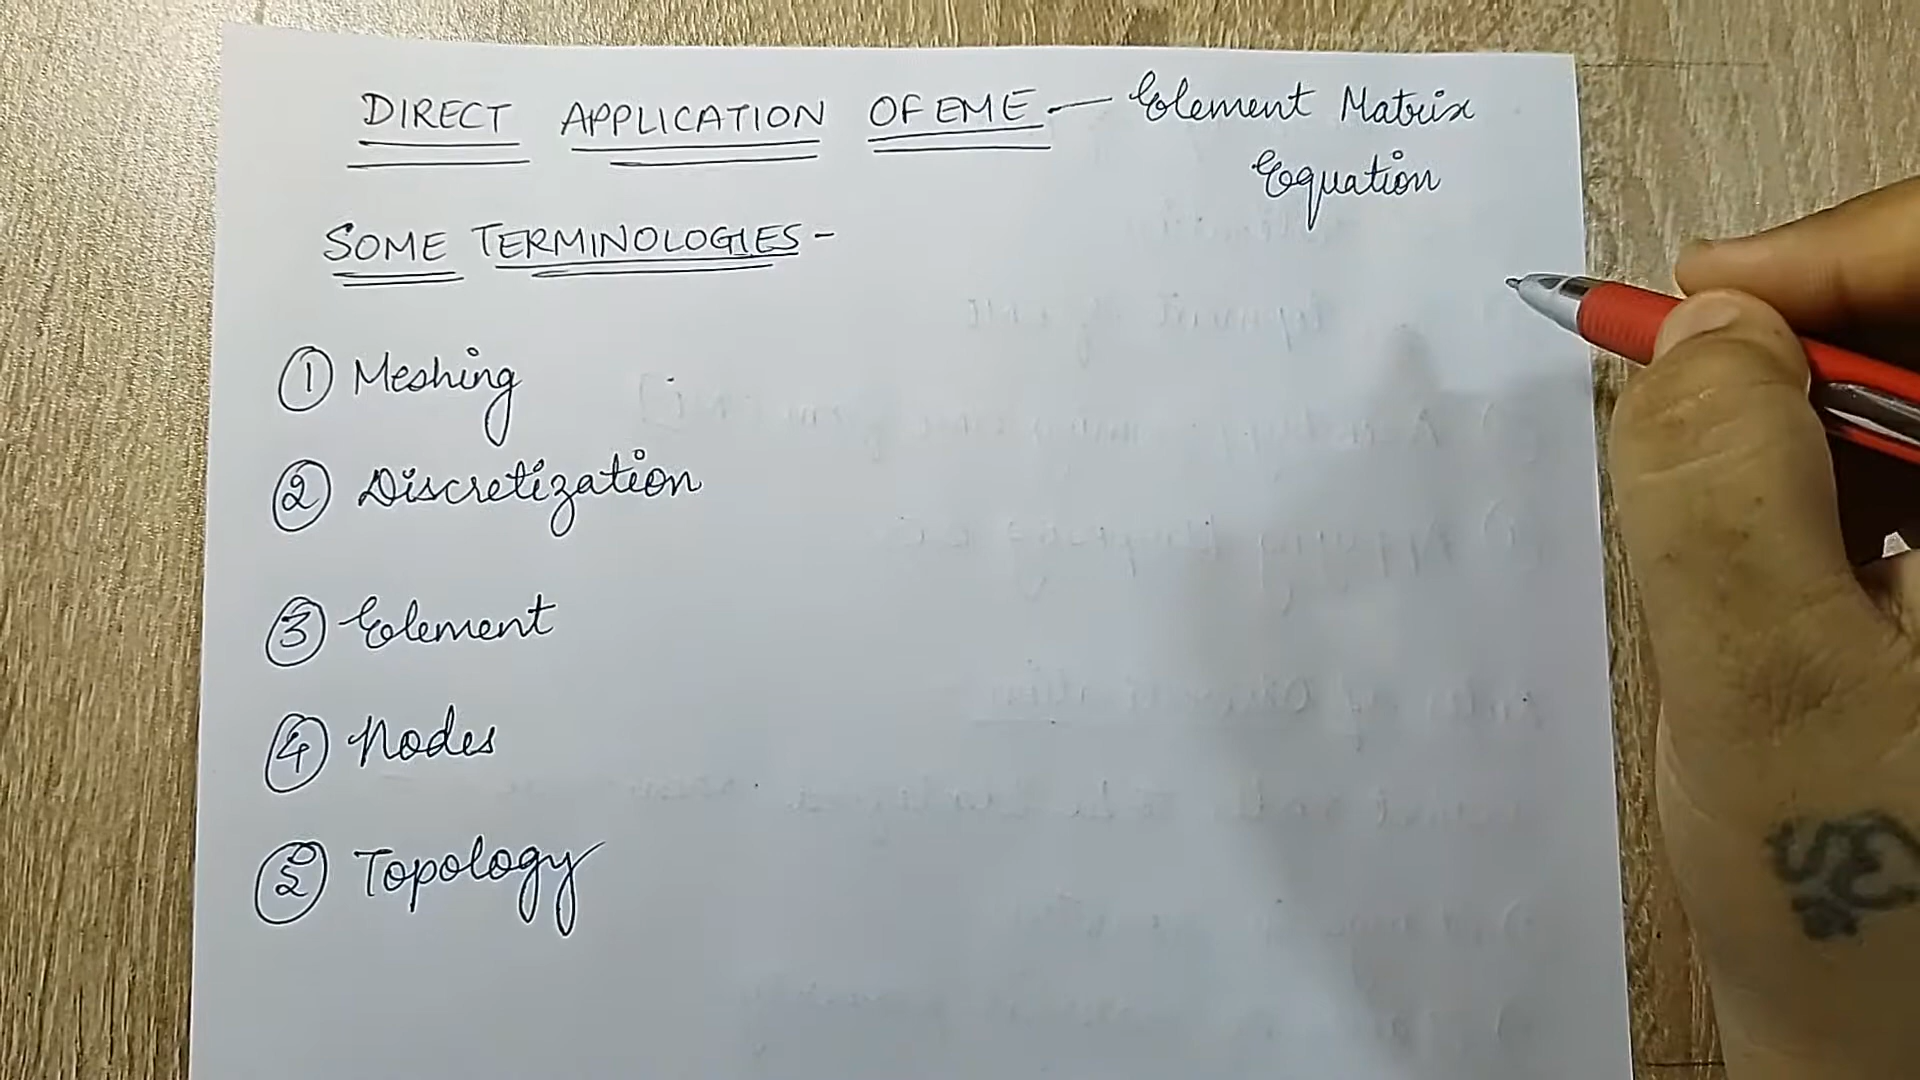 DIRECT APPLICATION OF EME — Element Matrix
Equation
SOME TERMINOLOGIES -
① Meshing
② Discretization
③ Element
④ Nodes
⑤ Topology